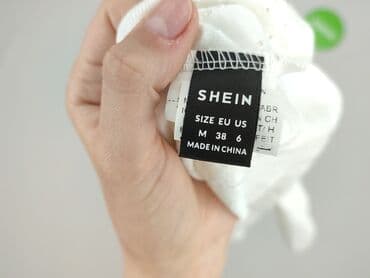 SHEIN
SIZE EU US
M 38 6
MADE IN CHINA